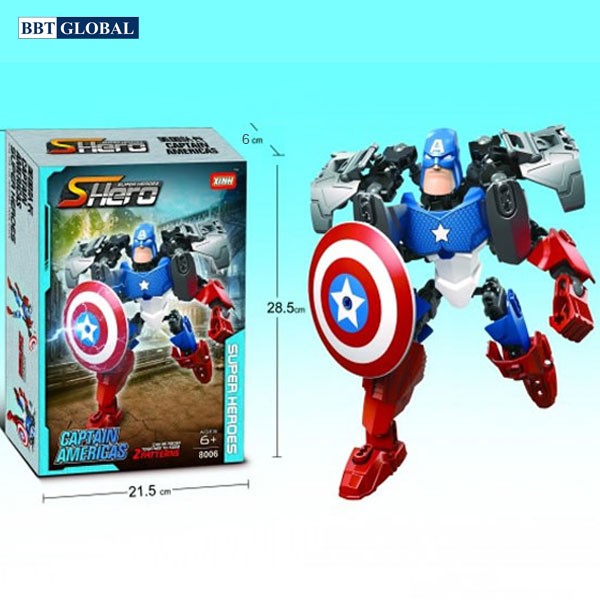 BBT GLOBAL
6 cm
CAPTAIN
AMERICAS
SHero
SUPER HEROES
XINH
28.5cm
SUPER HEROES
CAPTAIN
AMERICAS
2 PATTERNS
AGES
6+
8006
21.5 cm